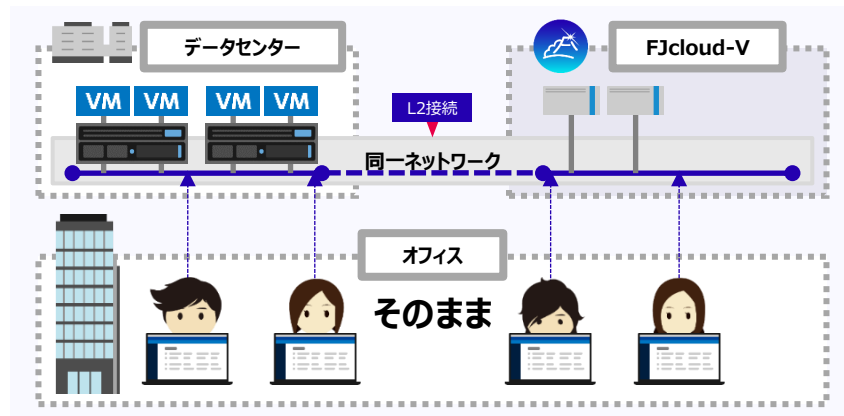 データセンター
FJcloud-V
VM
VM
VM
VM
L2接続
同一ネットワーク
オフィス
そのまま